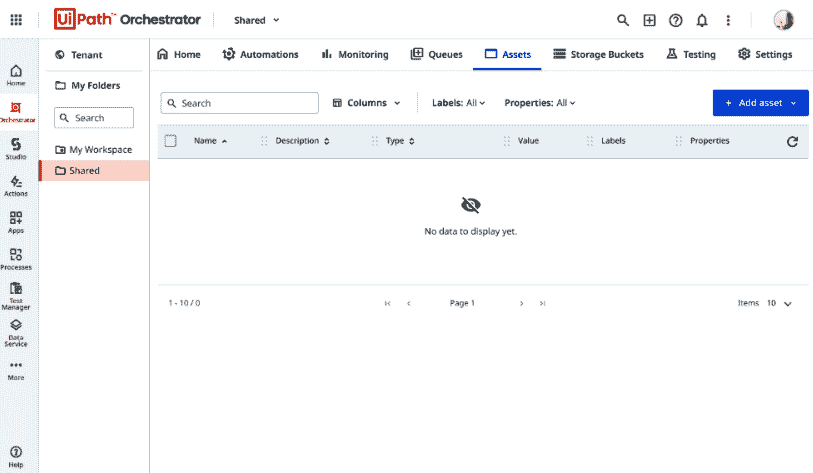 UiPath™ Orchestrator
Shared
Home
Orchestrator
Studio
Actions
Apps
Processes
Test
Manager
Data
Service
More
Help
Tenant
My Folders
Search
My Workspace
Shared
Home
Automations
Monitoring
Queues
Assets
Storage Buckets
Testing
Settings
Search
Columns
Labels: All
Properties: All
+ Add asset
Name
Description
Type
Value
Labels
Properties
No data to display yet.
1 - 10 / 0
Page 1
Items 10